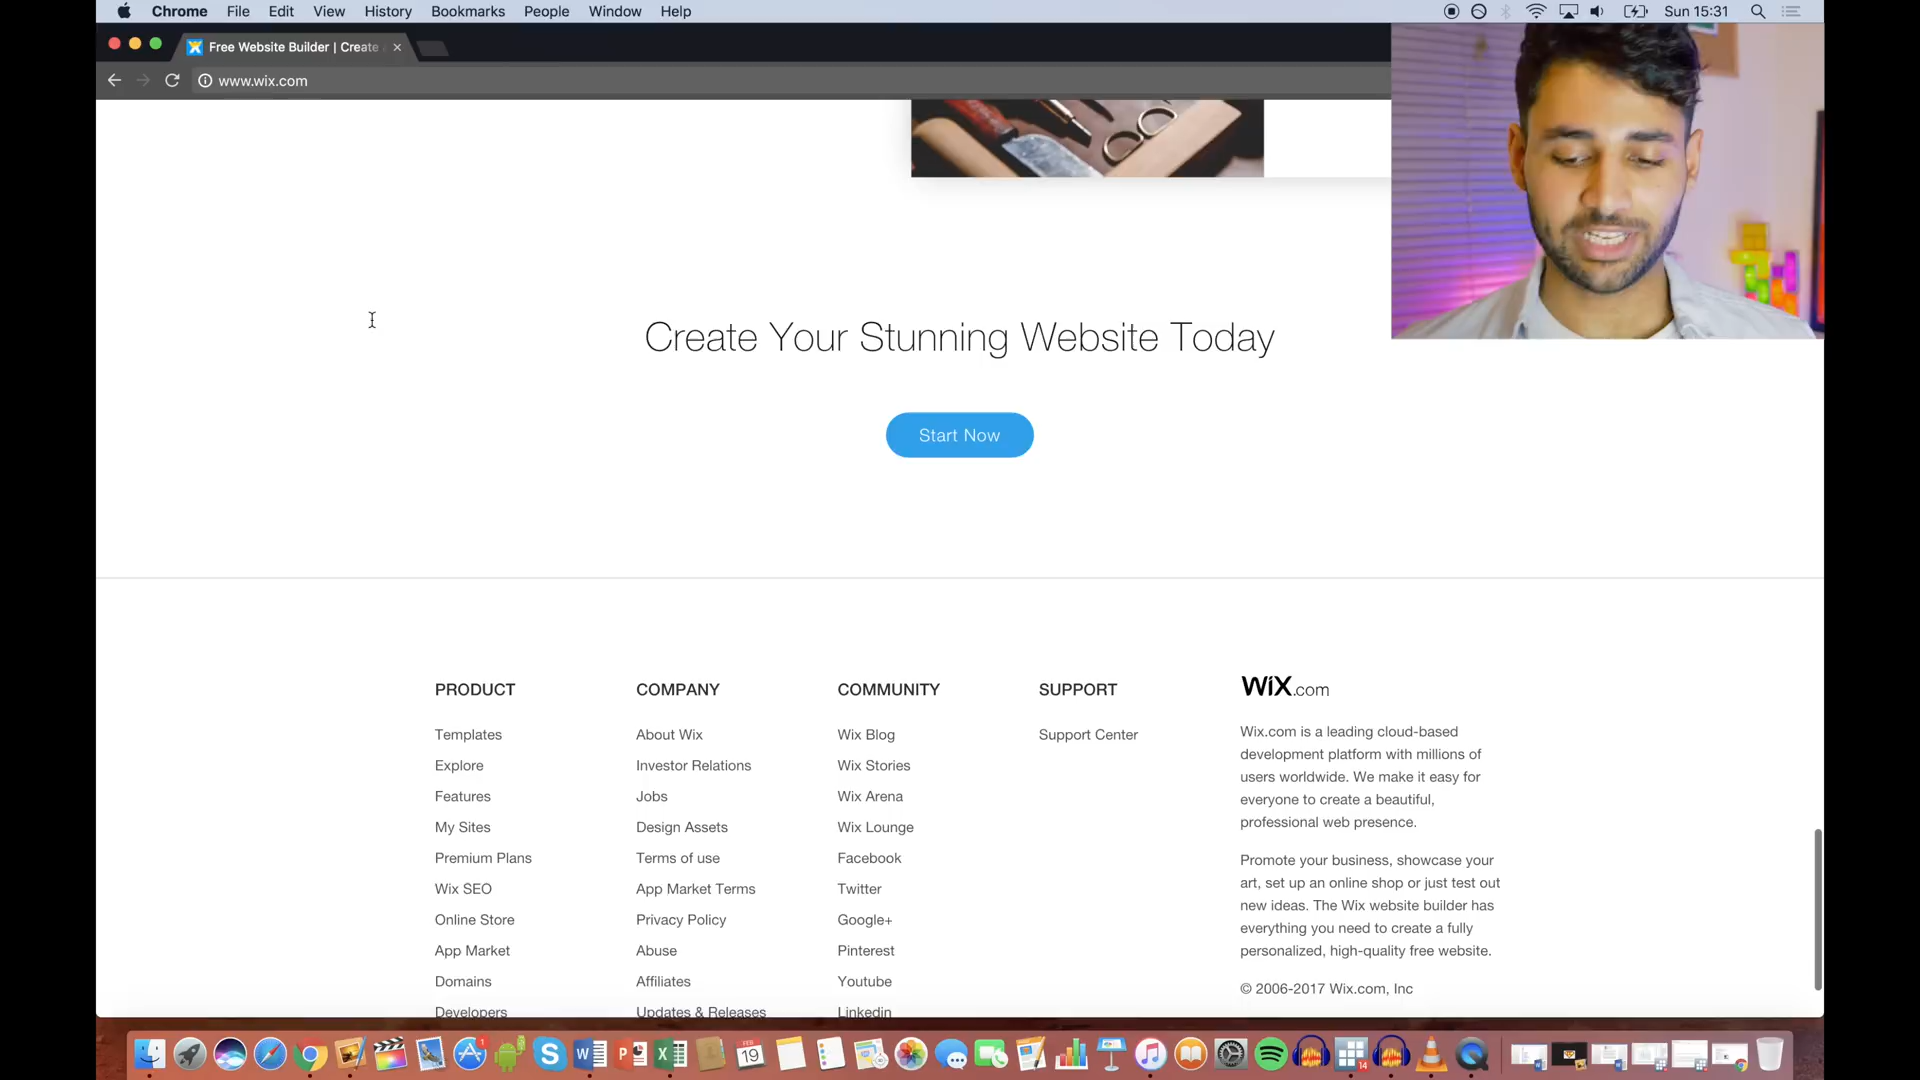 Chrome File Edit View History Bookmarks People Window Help Sun 15:31
Free Website Builder | Create
www.wix.com
Create Your Stunning Website Today
Start Now
PRODUCT
Templates
Explore
Features
My Sites
Premium Plans
Wix SEO
Online Store
App Market
Domains
Developers
COMPANY
About Wix
Investor Relations
Jobs
Design Assets
Terms of use
App Market Terms
Privacy Policy
Abuse
Affiliates
Updates & Releases
COMMUNITY
Wix Blog
Wix Stories
Wix Arena
Wix Lounge
Facebook
Twitter
Google+
Pinterest
Youtube
Linkedin
SUPPORT
Support Center
WiX.com
Wix.com is a leading cloud-based
development platform with millions of
users worldwide. We make it easy for
everyone to create a beautiful,
professional web presence.
Promote your business, showcase your
art, set up an online shop or just test out
new ideas. The Wix website builder has
everything you need to create a fully
personalized, high-quality free website.
© 2006-2017 Wix.com, Inc
FEB
19
1
14